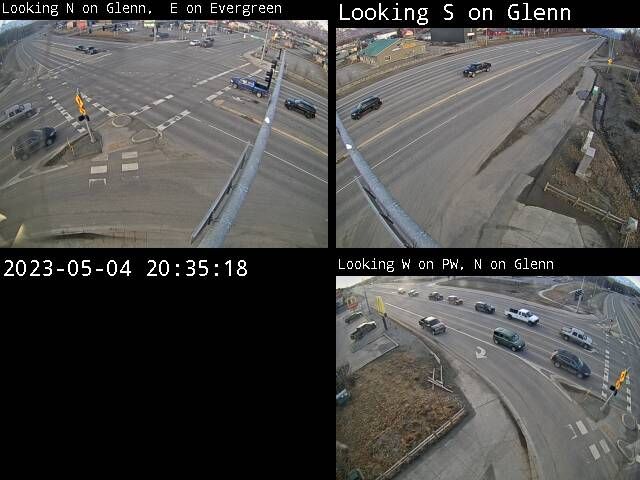 Looking N on Glenn,  E on Evergreen
Looking S on Glenn
2023-05-04 20:35:18
Looking W on PW, N on Glenn